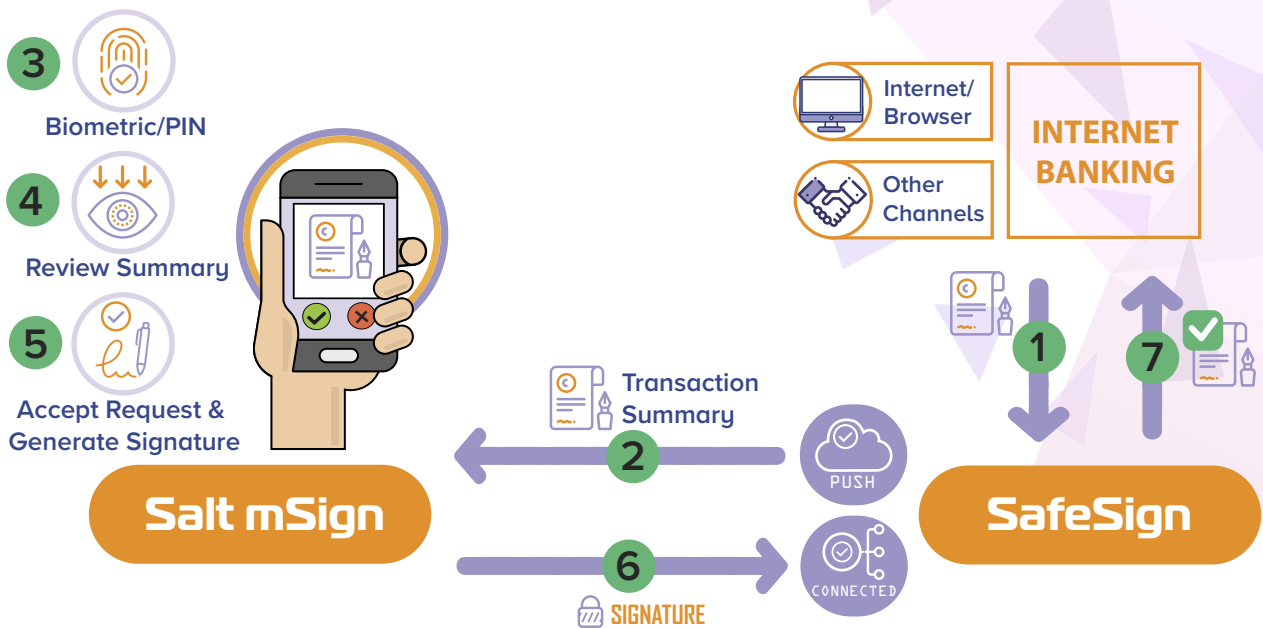 3
Biometric/PIN
4
Review Summary
5
Accept Request &
Generate Signature
Salt mSign
Transaction
Summary
2
PUSH
6
CONNECTED
SIGNATURE
Internet/
Browser
Other
Channels
INTERNET
BANKING
1
7
SafeSign